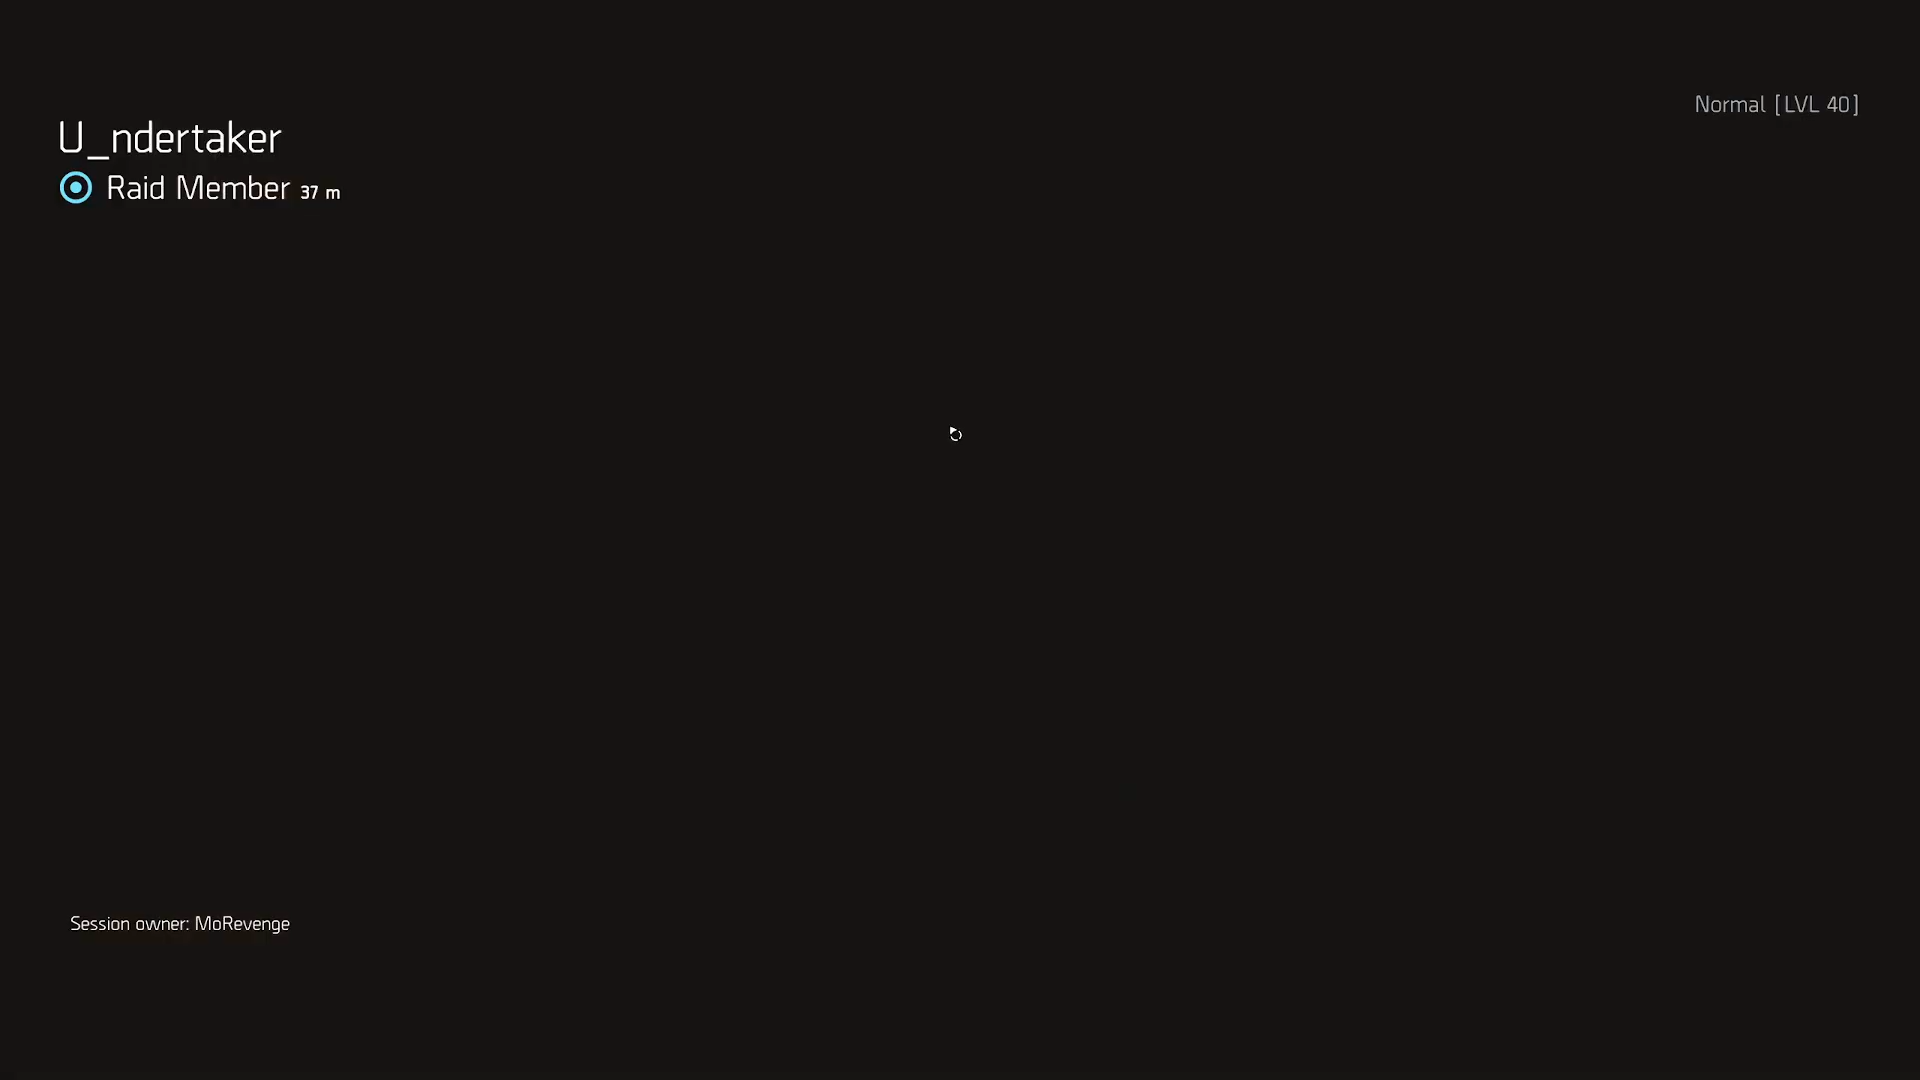 Normal [LVL 40]
U_ndertaker
Raid Member 37 m
Session owner: MoRevenge